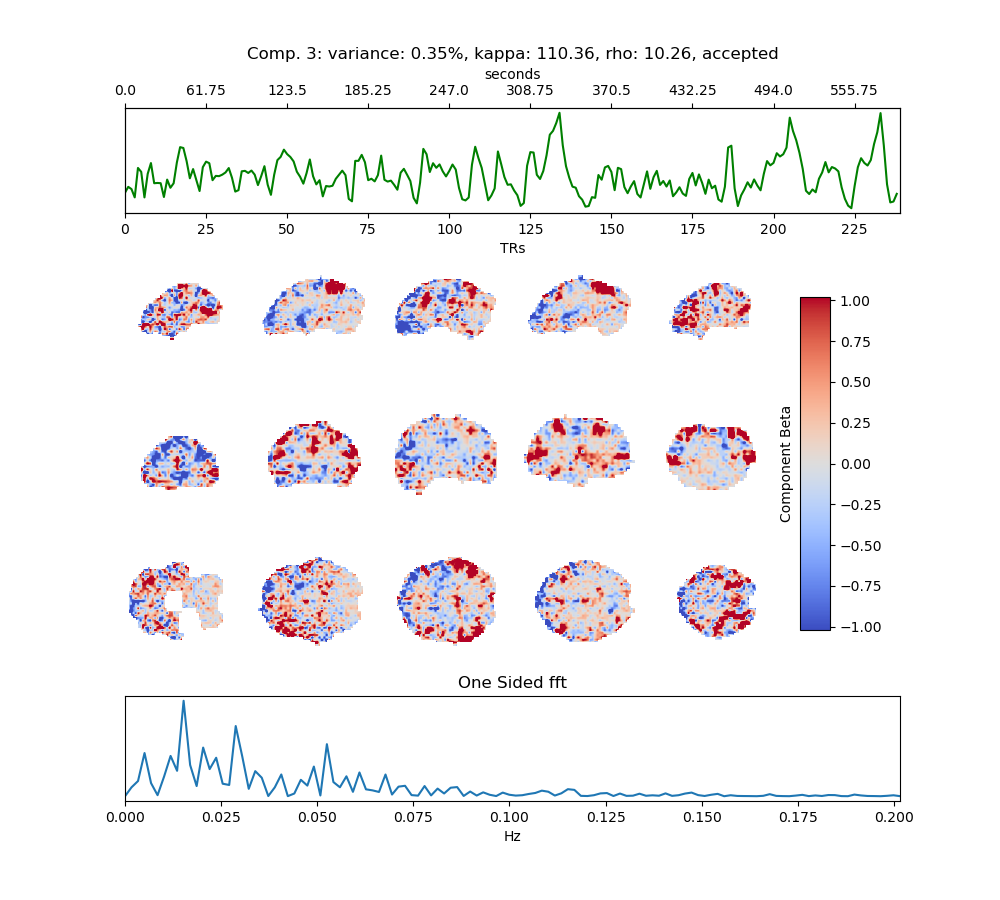 Comp. 3: variance: 0.35%, kappa: 110.36, rho: 10.26, accepted
seconds
0.0 61.75 123.5 185.25 247.0 308.75 370.5 432.25 494.0 555.75
0 25 50 75 100 125 150 175 200 225
TRs
1.00
0.75
0.50
0.25
0.00
−0.25
−0.50
−0.75
−1.00
Component Beta
One Sided fft
0.000 0.025 0.050 0.075 0.100 0.125 0.150 0.175 0.200
Hz